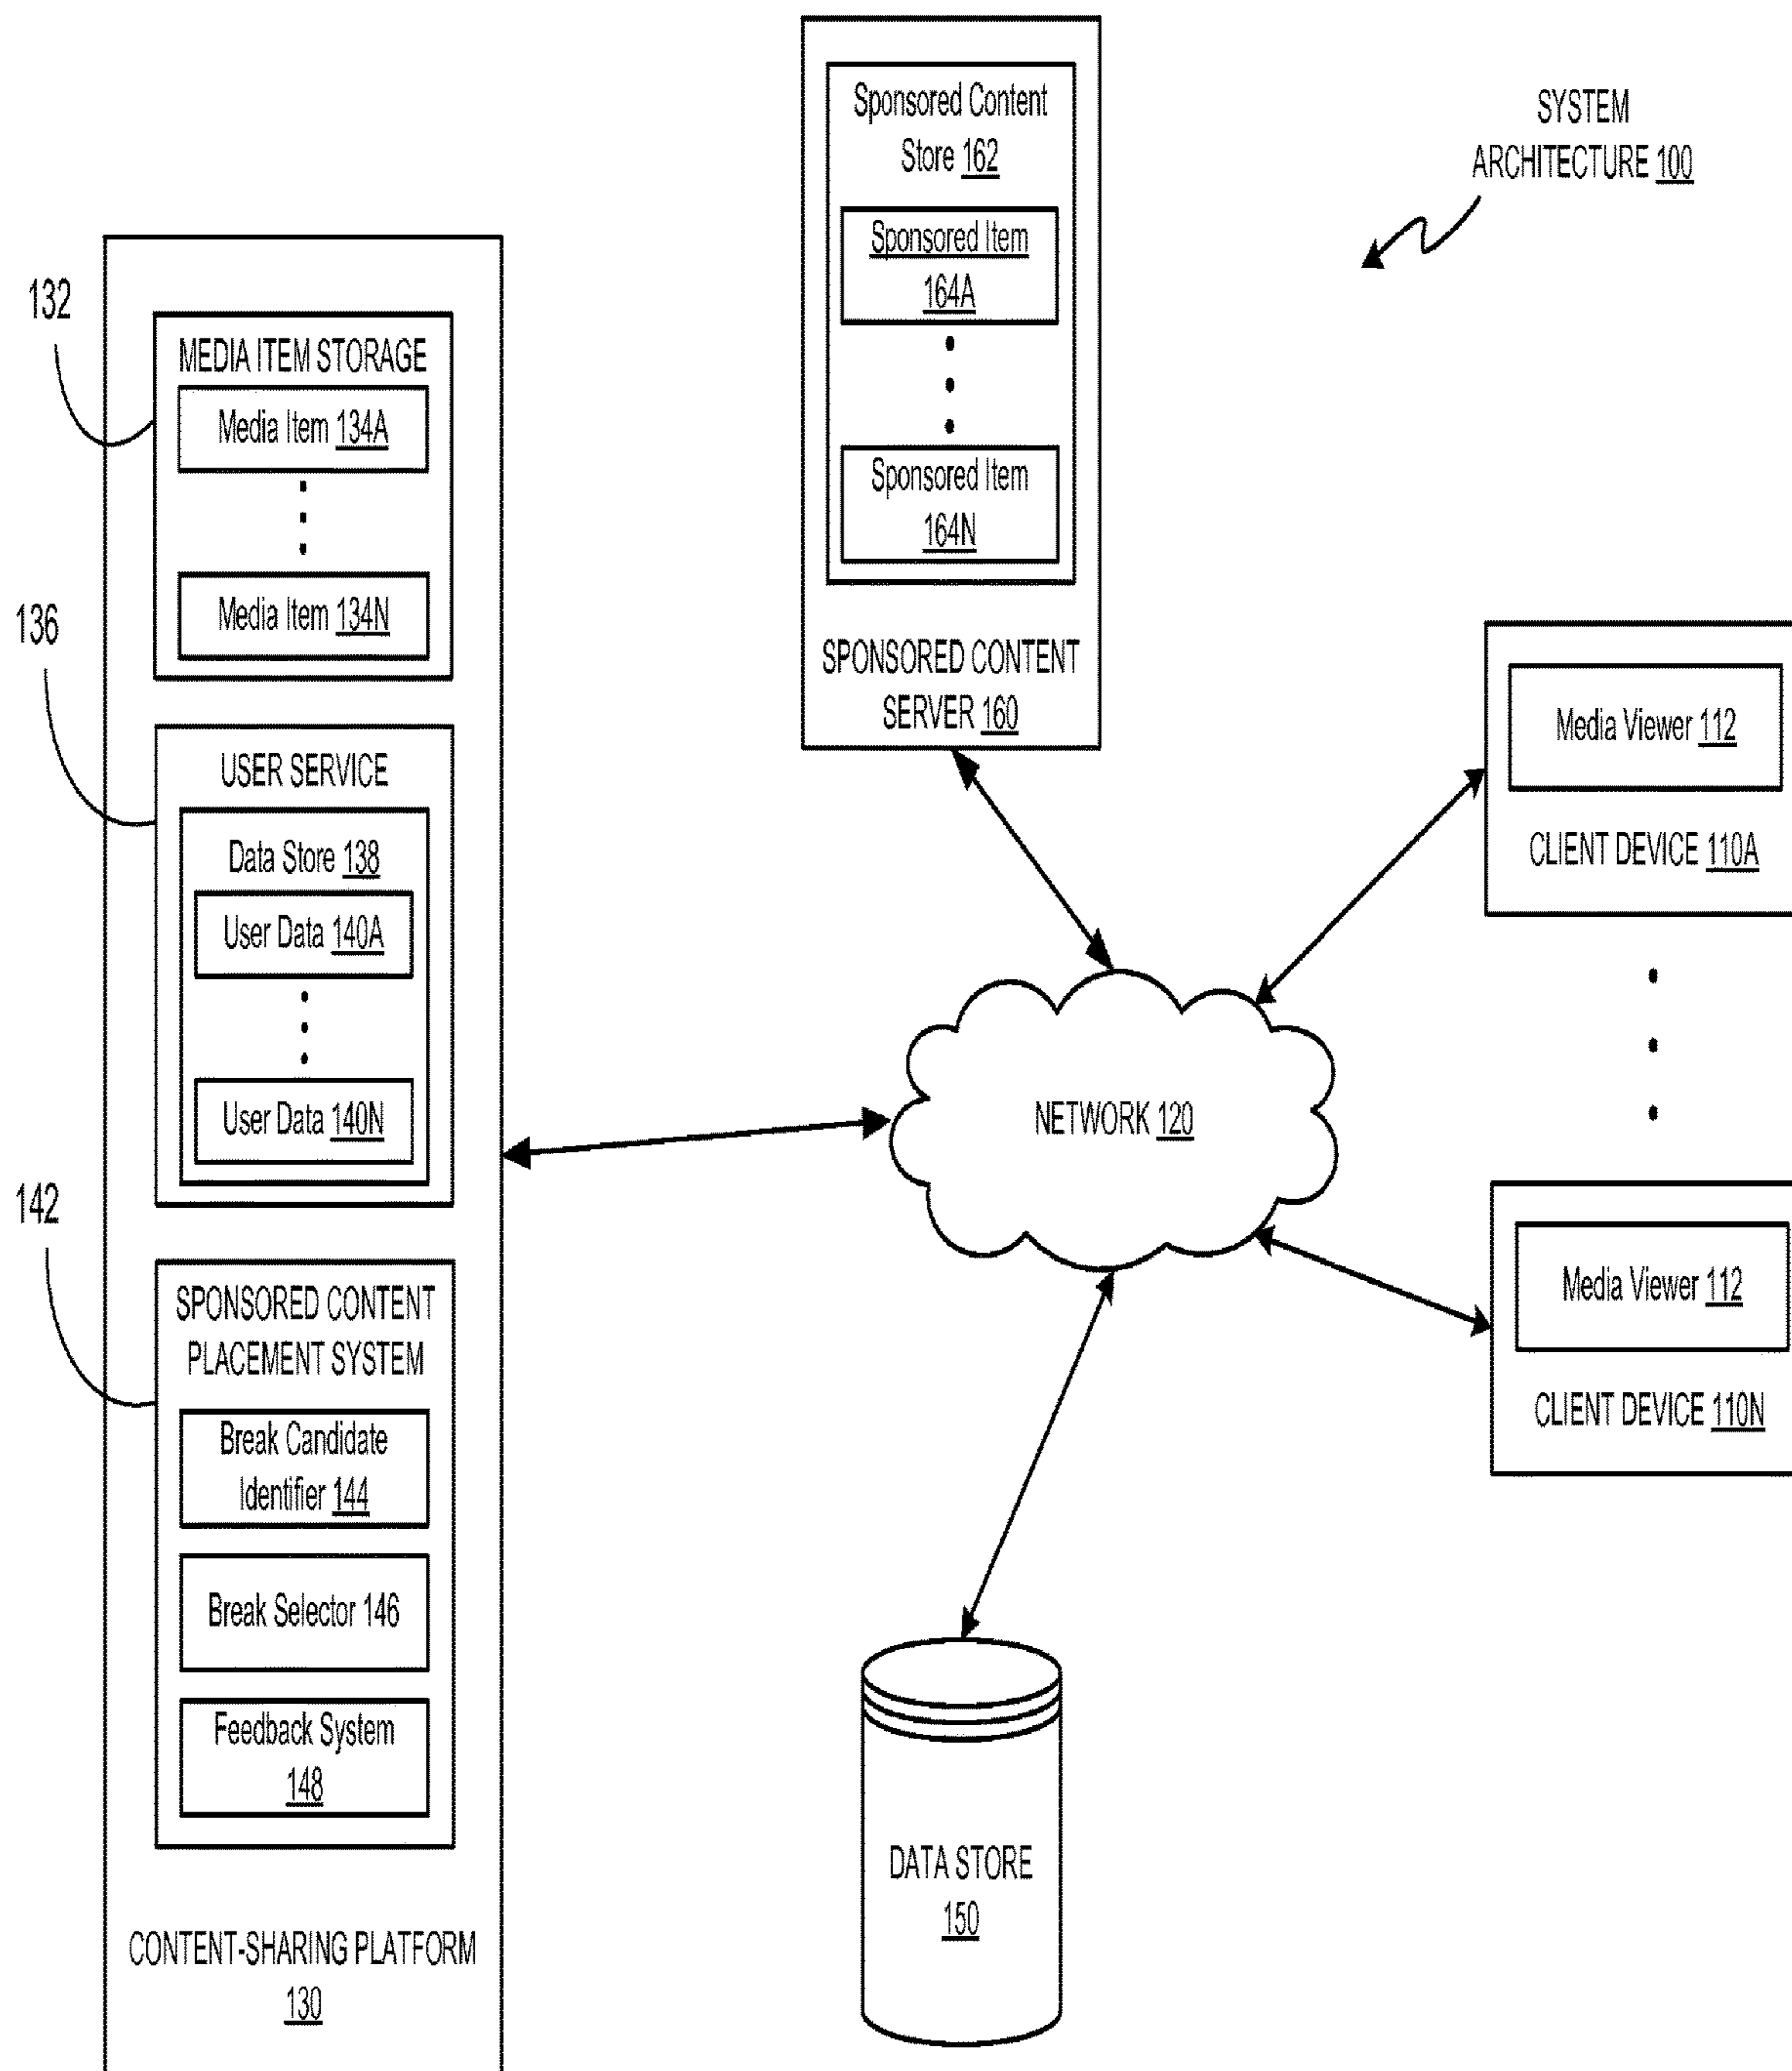 SYSTEM
ARCHITECTURE 100
Sponsored Content
Store 162
Sponsored Item
164A
Sponsored Item
164N
SPONSORED CONTENT
SERVER 160
132
MEDIA ITEM STORAGE
Media Item 134A
Media Item 134N
136
USER SERVICE
Data Store 138
User Data 140A
User Data 140N
142
SPONSORED CONTENT
PLACEMENT SYSTEM
Break Candidate
Identifier 144
Break Selector 146
Feedback System
148
CONTENT-SHARING PLATFORM
130
NETWORK 120
Media Viewer 112
CLIENT DEVICE 110A
Media Viewer 112
CLIENT DEVICE 110N
DATA STORE
150